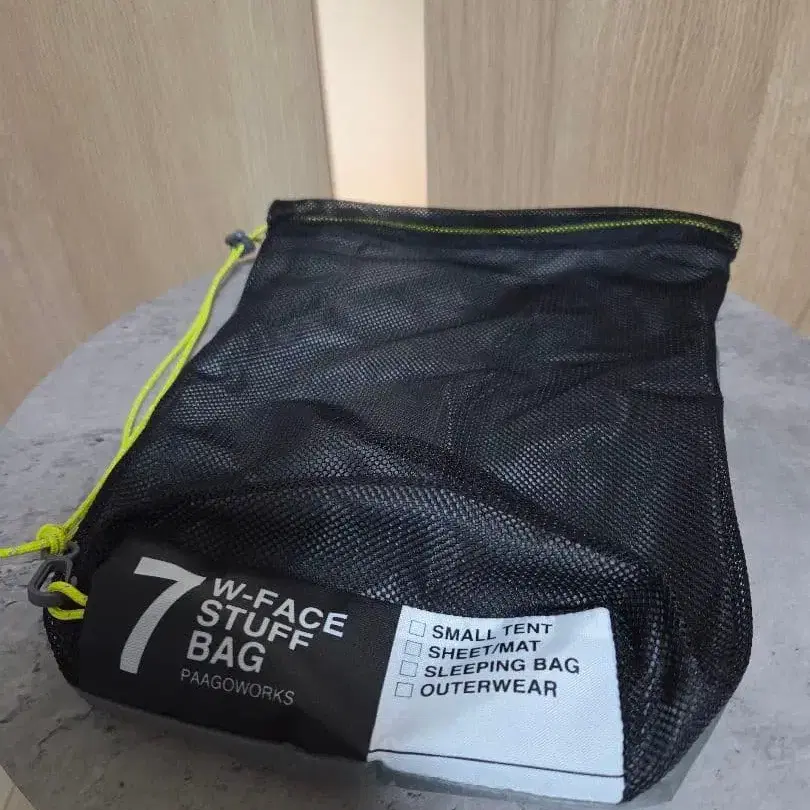 7
W-FACE
STUFF
BAG
PAAGOWORKS
☐ SMALL TENT
☐ SHEET/MAT
☐ SLEEPING BAG
☐ OUTERWEAR